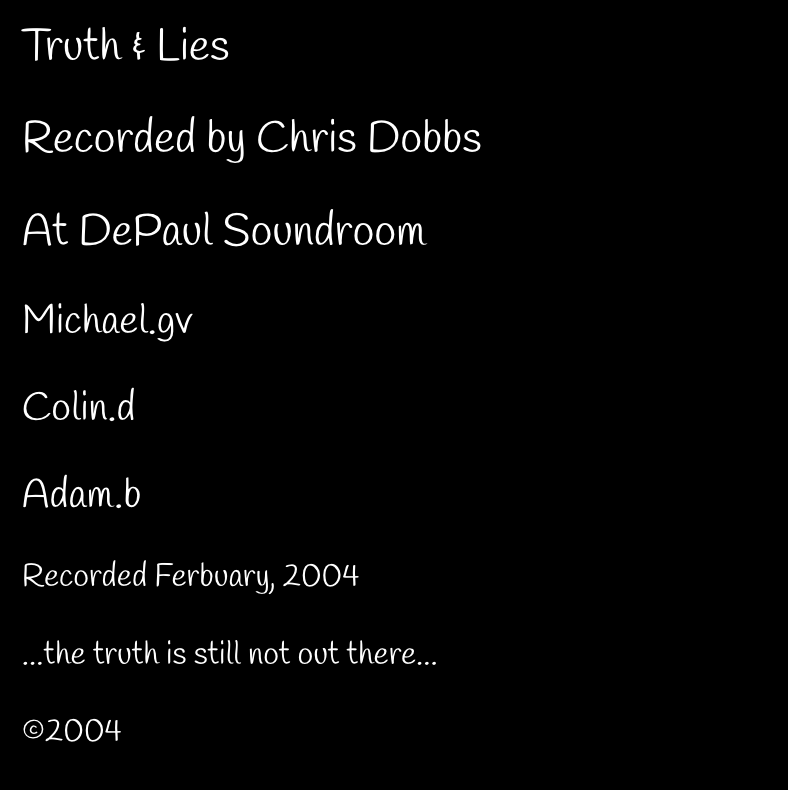 Truth & Lies
Recorded by Chris Dobbs
At DePaul Soundroom
Michael.gv
Colin.d
Adam.b
Recorded Ferbuary, 2004
...the truth is still not out there...
©2004